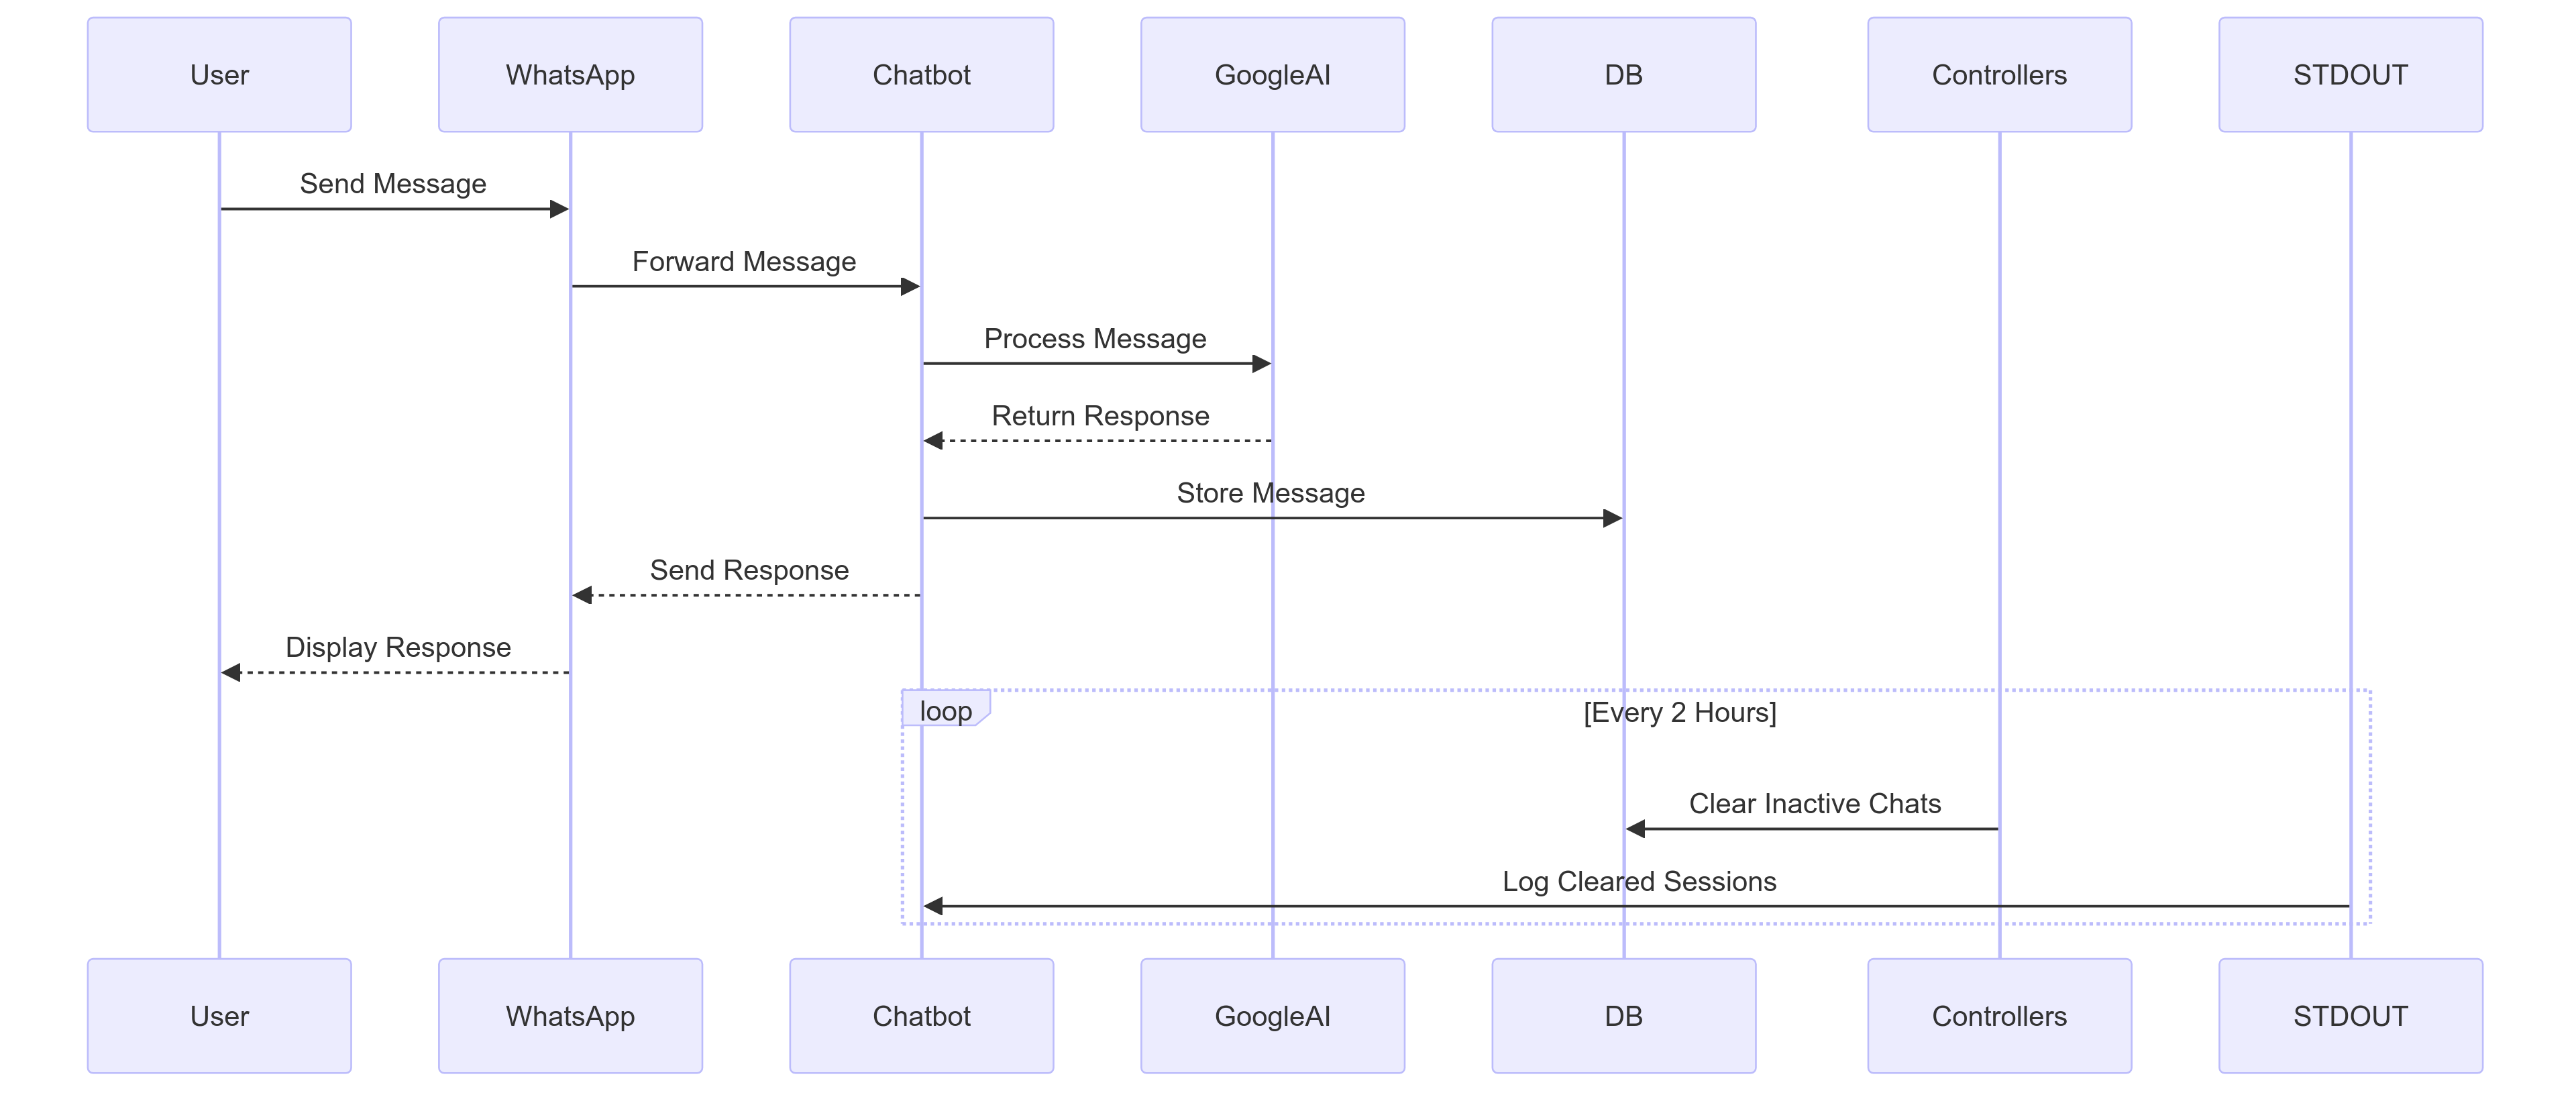 User
WhatsApp
Chatbot
GoogleAI
DB
Controllers
STDOUT
Send Message
Forward Message
Process Message
Return Response
Store Message
Send Response
Display Response
loop
[Every 2 Hours]
Clear Inactive Chats
Log Cleared Sessions
User
WhatsApp
Chatbot
GoogleAI
DB
Controllers
STDOUT